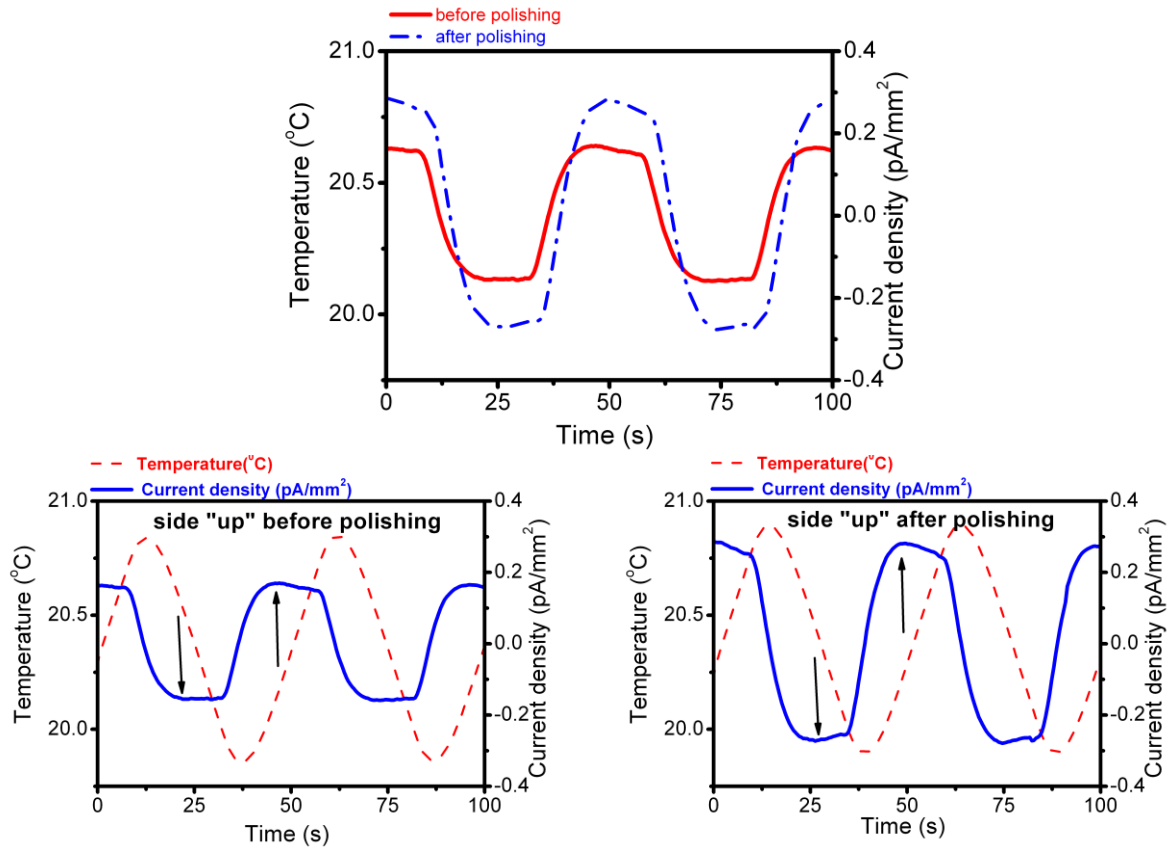 before polishing
after polishing
21.0
20.5
20.0
Temperature (°C)
0.4
0.2
0.0
-0.2
-0.4
Current density (pA/mm²)
0
25
50
75
100
Time (s)
Temperature(°C)
Current density (pA/mm²)
side "up" before polishing
21.0
20.5
20.0
Temperature (°C)
0.4
0.2
0.0
-0.2
-0.4
Current density (pA/mm²)
0
25
50
75
100
Time (s)
Temperature(°C)
Current density (pA/mm²)
side "up" after polishing
21.0
20.5
20.0
Temperature (°C)
0.4
0.2
0.0
-0.2
-0.4
Current density (pA/mm²)
0
25
50
75
100
Time (s)